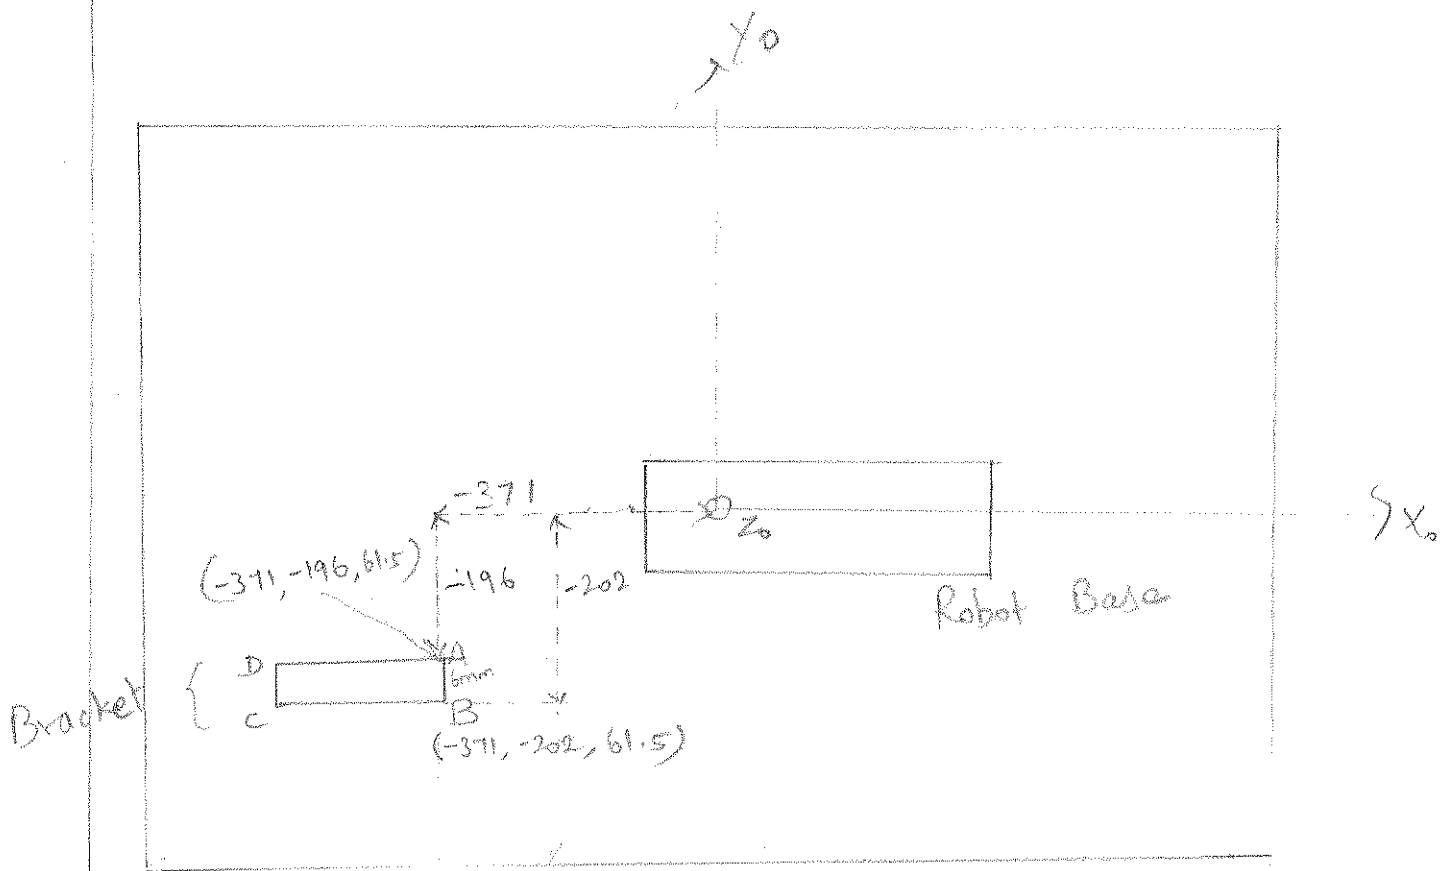 Y0
-371
Z0
X0
(-371, -196, 61.5)
-196
-202
Robot Base
D
A
6mm
Bracket
C
B
(-371, -202, 61.5)